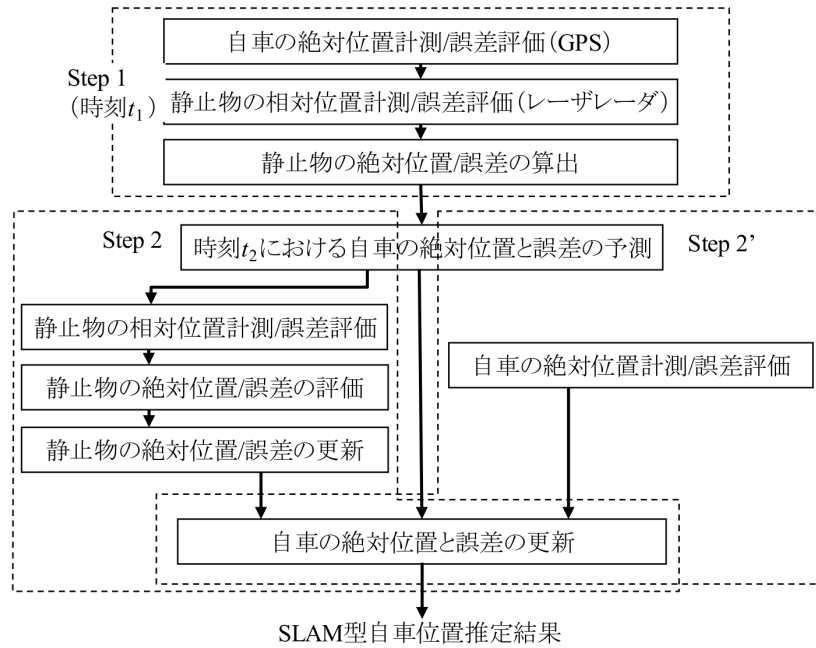 自車の絶対位置計測/誤差評価(GPS)
Step 1
(時刻t₁)
静止物の相対位置計測/誤差評価(レーザレーダ)
静止物の絶対位置/誤差の算出
Step 2
時刻t₂における自車の絶対位置と誤差の予測
Step 2’
静止物の相対位置計測/誤差評価
自車の絶対位置計測/誤差評価
静止物の絶対位置/誤差の評価
静止物の絶対位置/誤差の更新
自車の絶対位置と誤差の更新
SLAM型自車位置推定結果